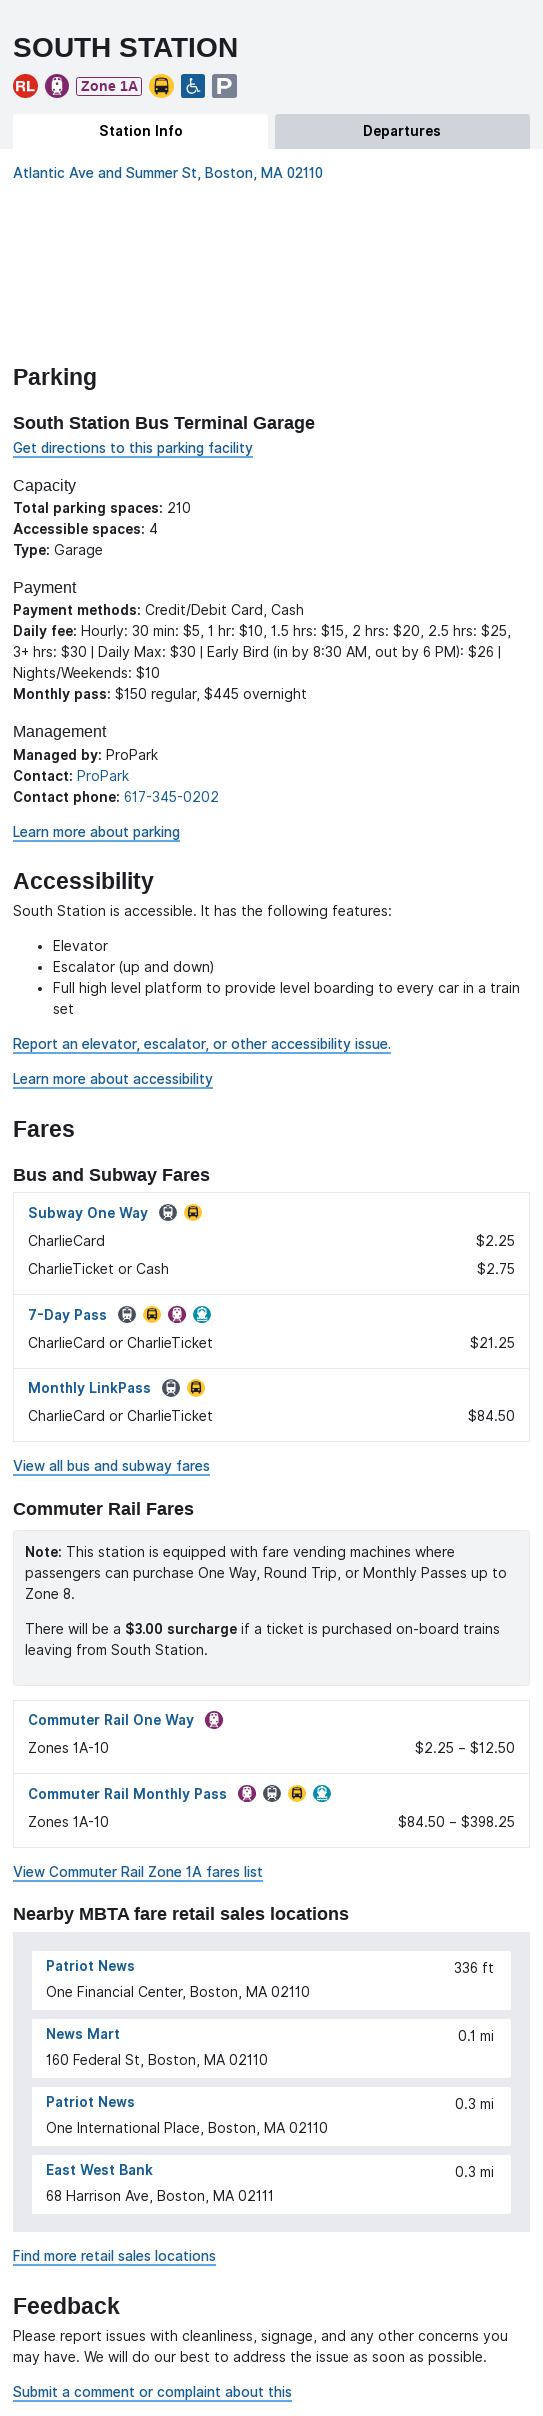 SOUTH STATION
RL Zone 1A P
Station Info Departures
Atlantic Ave and Summer St, Boston, MA 02110
Parking
South Station Bus Terminal Garage
Get directions to this parking facility
Capacity
Total parking spaces: 210
Accessible spaces: 4
Type: Garage
Payment
Payment methods: Credit/Debit Card, Cash
Daily fee: Hourly: 30 min: $5, 1 hr: $10, 1.5 hrs: $15, 2 hrs: $20, 2.5 hrs: $25,
3+ hrs: $30 | Daily Max: $30 | Early Bird (in by 8:30 AM, out by 6 PM): $26 |
Nights/Weekends: $10
Monthly pass: $150 regular, $445 overnight
Management
Managed by: ProPark
Contact: ProPark
Contact phone: 617-345-0202
Learn more about parking
Accessibility
South Station is accessible. It has the following features:
• Elevator
• Escalator (up and down)
• Full high level platform to provide level boarding to every car in a train
set
Report an elevator, escalator, or other accessibility issue.
Learn more about accessibility
Fares
Bus and Subway Fares
Subway One Way
CharlieCard $2.25
CharlieTicket or Cash $2.75
7-Day Pass
CharlieCard or CharlieTicket $21.25
Monthly LinkPass
CharlieCard or CharlieTicket $84.50
View all bus and subway fares
Commuter Rail Fares
Note: This station is equipped with fare vending machines where
passengers can purchase One Way, Round Trip, or Monthly Passes up to
Zone 8.
There will be a $3.00 surcharge if a ticket is purchased on-board trains
leaving from South Station.
Commuter Rail One Way
Zones 1A-10 $2.25 – $12.50
Commuter Rail Monthly Pass
Zones 1A-10 $84.50 – $398.25
View Commuter Rail Zone 1A fares list
Nearby MBTA fare retail sales locations
Patriot News 336 ft
One Financial Center, Boston, MA 02110
News Mart 0.1 mi
160 Federal St, Boston, MA 02110
Patriot News 0.3 mi
One International Place, Boston, MA 02110
East West Bank 0.3 mi
68 Harrison Ave, Boston, MA 02111
Find more retail sales locations
Feedback
Please report issues with cleanliness, signage, and any other concerns you
may have. We will do our best to address the issue as soon as possible.
Submit a comment or complaint about this